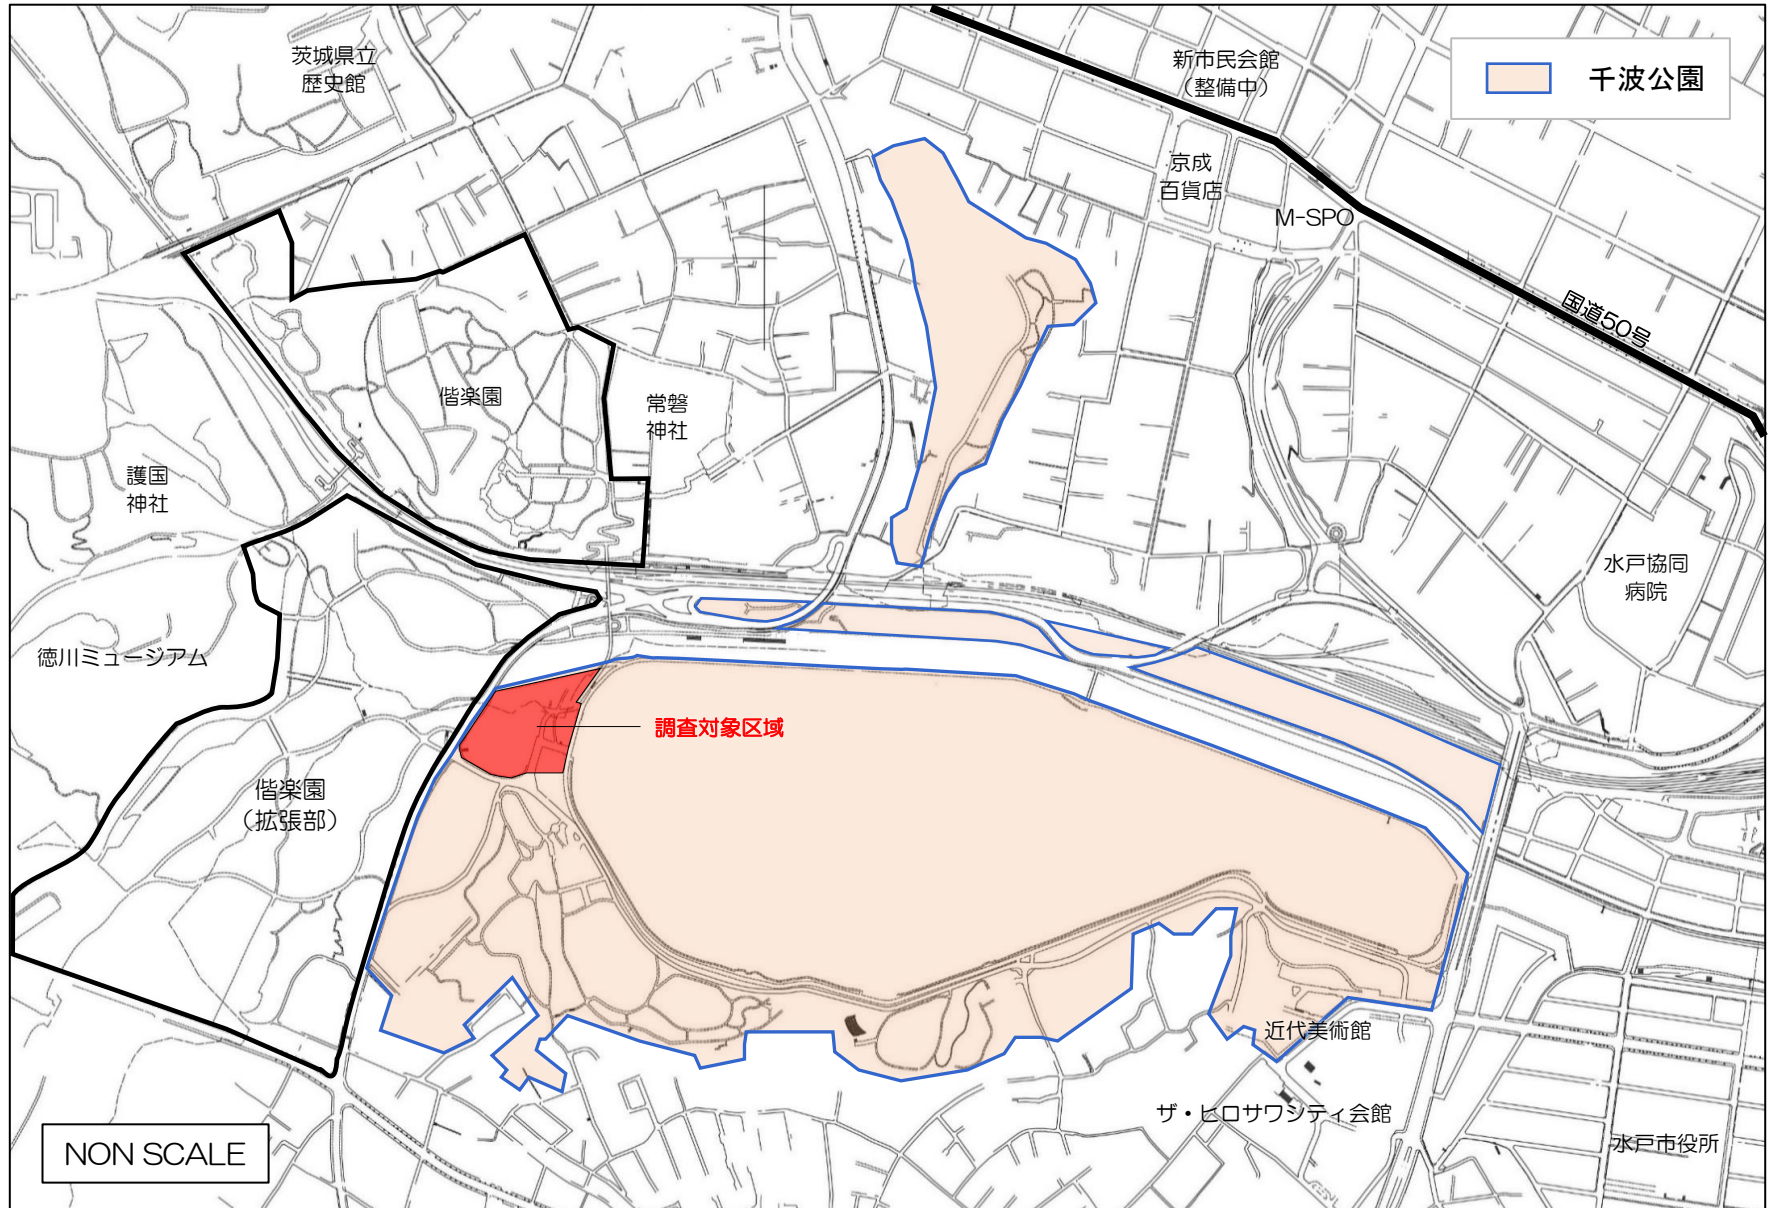 茨城県立
歴史館
新市民会館
（整備中）
千波公園
京成
百貨店
M-SPO
国道50号
偕楽園
常磐
神社
護国
神社
水戸協同
病院
徳川ミュージアム
調査対象区域
偕楽園
（拡張部）
近代美術館
ザ・ヒロサワシティ会館
水戸市役所
NON SCALE